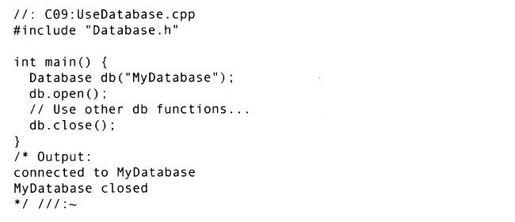 //: C09:UseDatabase.cpp
#include "Database.h"

int main() {
  Database db("MyDatabase");
  db.open();
  // Use other db functions...
  db.close();
}
/* Output:
connected to MyDatabase
MyDatabase closed
*/ ///:~